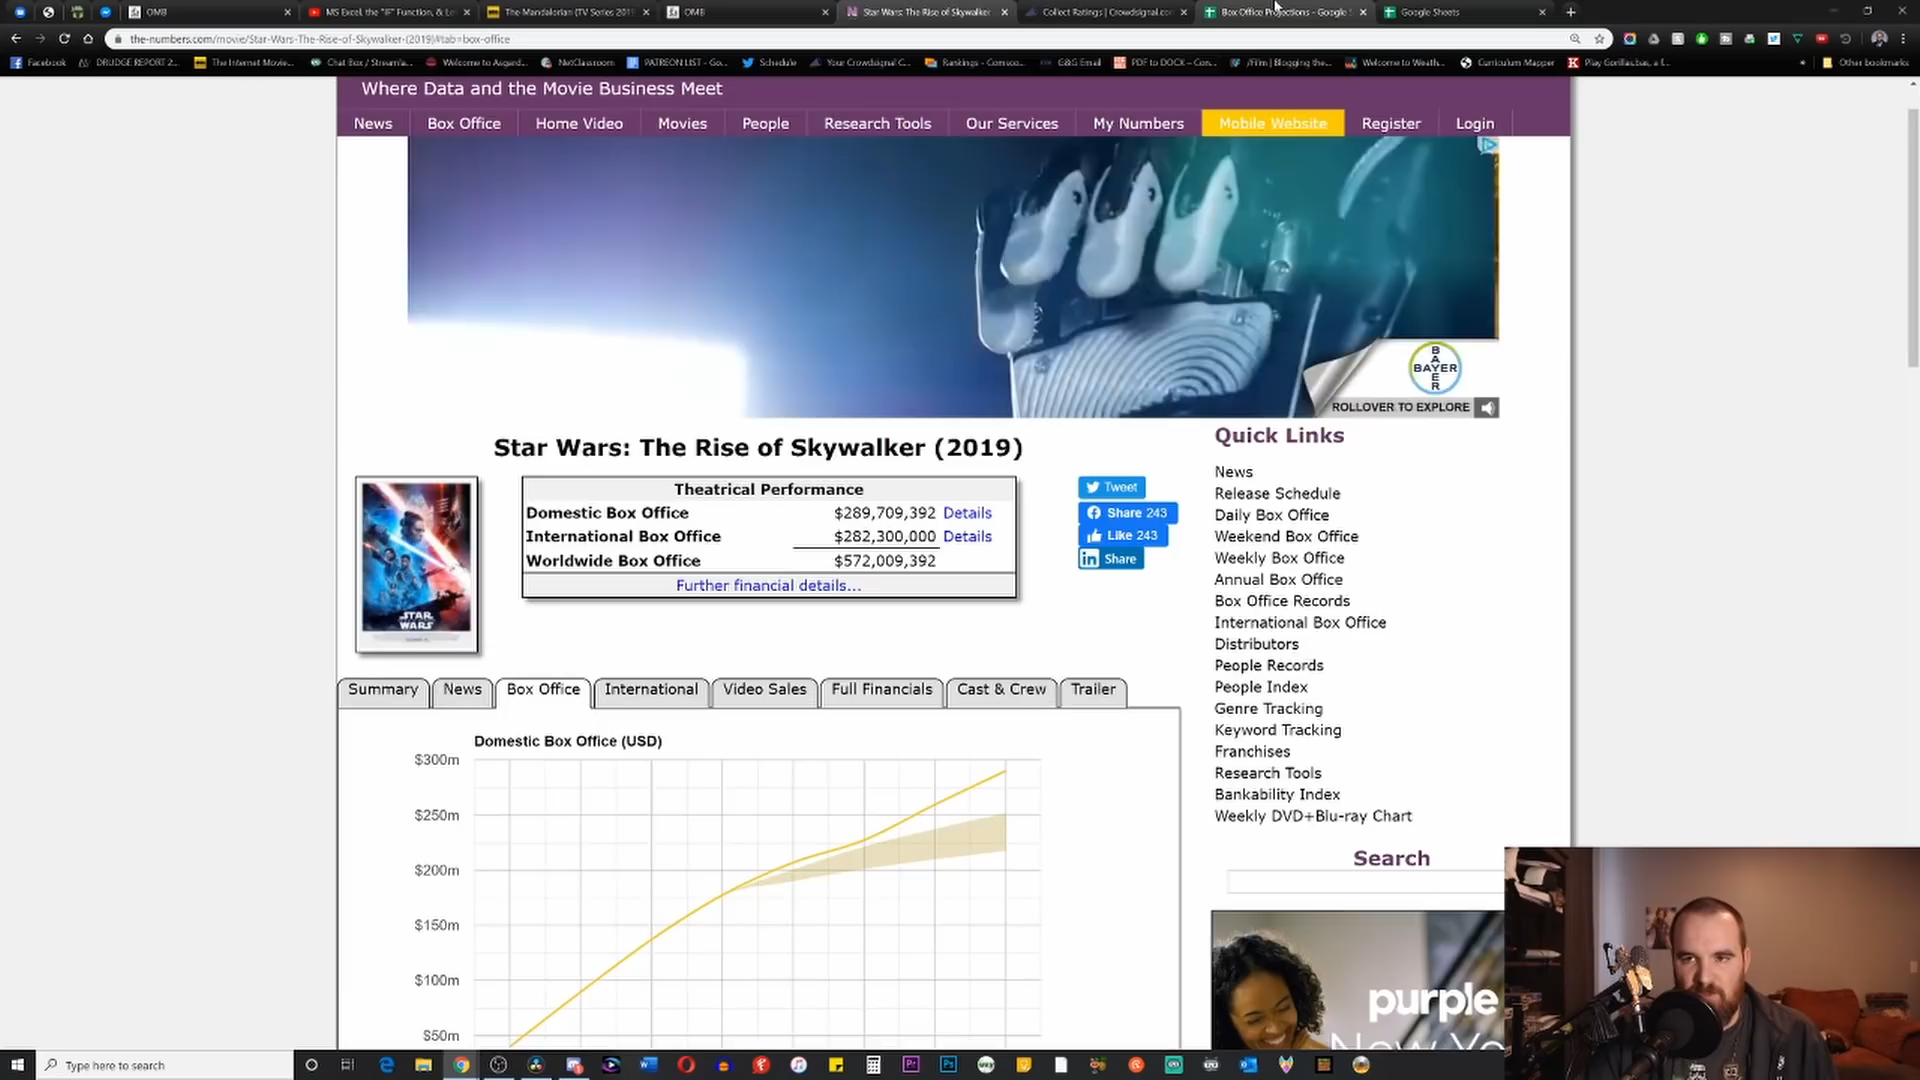 OMB
MS Excel, the "IF" Function, & Le
The Mandalorian (TV Series 2019
OMB
Star Wars: The Rise of Skywalker
Collect Ratings | Crowdsignal.com
Box Office Projections - Google S
Google Sheets
the-numbers.com/movie/Star-Wars-The-Rise-of-Skywalker-(2019)#tab=box-office
Facebook
DRUDGE REPORT 2...
The Internet Movie...
Chat Box / Streamla...
Welcome to Asgard...
NetClassroom
PATREON LIST - Go...
Schedule
Your Crowdsignal C...
Rankings - Comsco...
G&G Email
PDF to DOCX – Con...
/Film | Blogging the...
Welcome to Weath...
Curriculum Mapper
Play Gorillas.bas, a f...
Other bookmarks
Where Data and the Movie Business Meet
News
Box Office
Home Video
Movies
People
Research Tools
Our Services
My Numbers
Mobile Website
Register
Login
BAYER
BAYER
ROLLOVER TO EXPLORE
Star Wars: The Rise of Skywalker (2019)
Quick Links
STAR
WARS
Theatrical Performance
Domestic Box Office $289,709,392 Details
International Box Office $282,300,000 Details
Worldwide Box Office $572,009,392
Further financial details...
Tweet
Share 243
Like 243
in Share
News
Release Schedule
Daily Box Office
Weekend Box Office
Weekly Box Office
Annual Box Office
Box Office Records
International Box Office
Distributors
People Records
People Index
Genre Tracking
Keyword Tracking
Franchises
Research Tools
Bankability Index
Weekly DVD+Blu-ray Chart
Search
Summary
News
Box Office
International
Video Sales
Full Financials
Cast & Crew
Trailer
Domestic Box Office (USD)
$300m
$250m
$200m
$150m
$100m
$50m
purple
New Yo
Type here to search